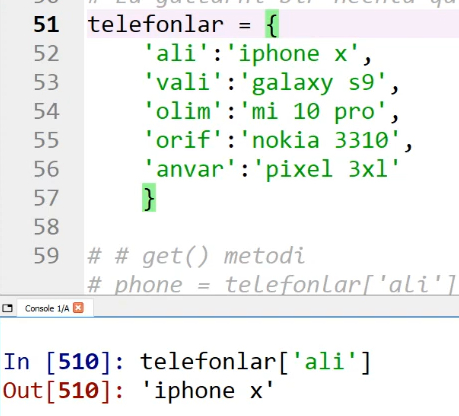 51 telefonlar = {
52     'ali':'iphone x',
53     'vali':'galaxy s9',
54     'olim':'mi 10 pro',
55     'orif':'nokia 3310',
56     'anvar':'pixel 3xl'
57     }
58
59 # # get() metodi
# phone = telefonlar['ali']
Console 1/A
In [510]: telefonlar['ali']
Out[510]: 'iphone x'